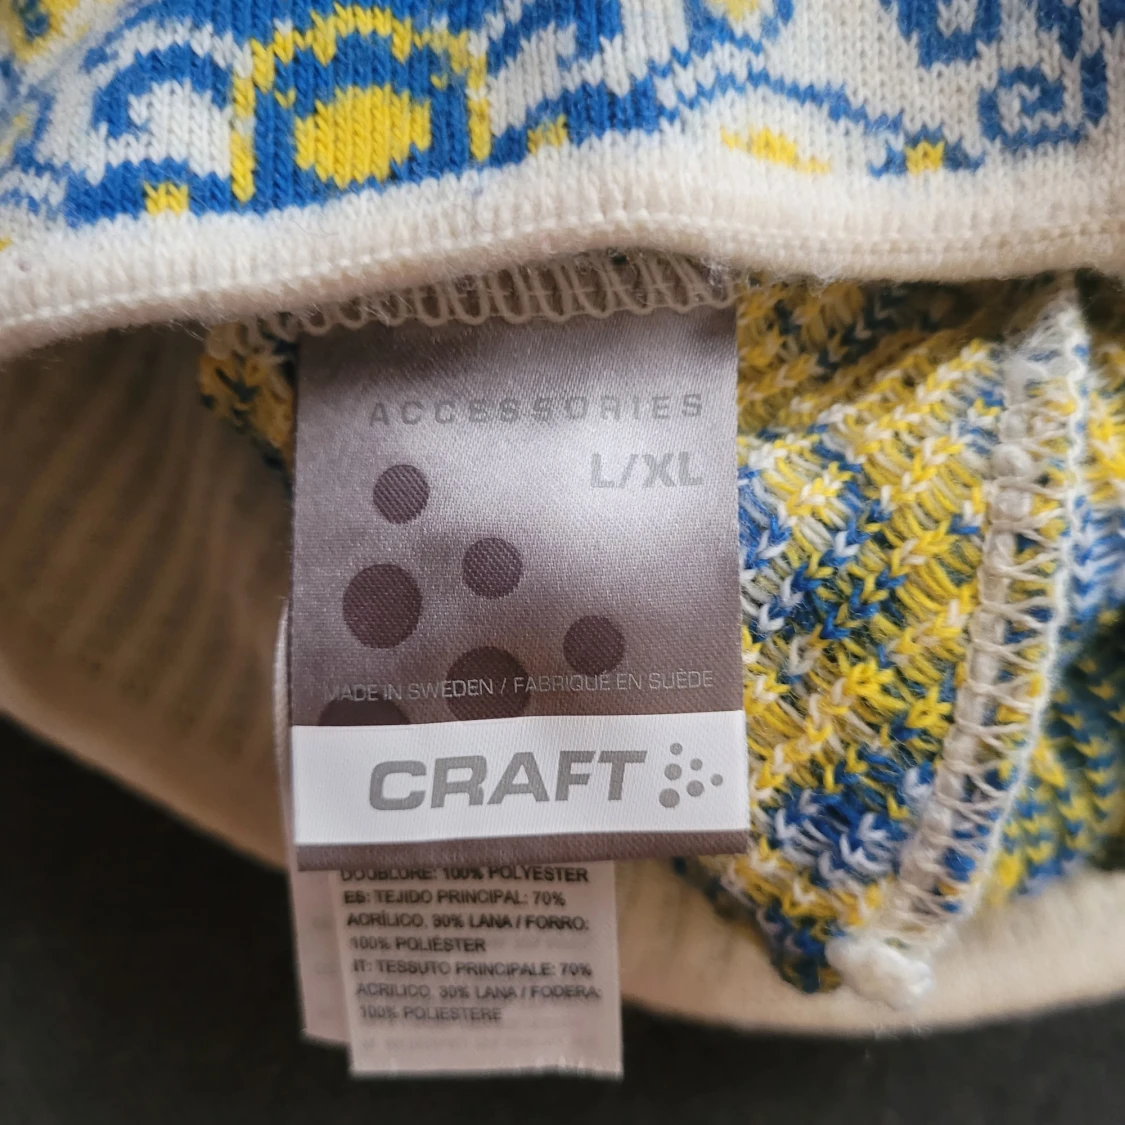 ACCESSORIES
L/XL
MADE IN SWEDEN / FABRIQUÉ EN SUÈDE
CRAFT
DOUBLURE: 100% POLYESTER
ES: TEJIDO PRINCIPAL: 70%
ACRÍLICO, 30% LANA / FORRO:
100% POLIÉSTER
IT: TESSUTO PRINCIPALE: 70%
ACRILICO, 30% LANA / FODERA:
100% POLIESTERE